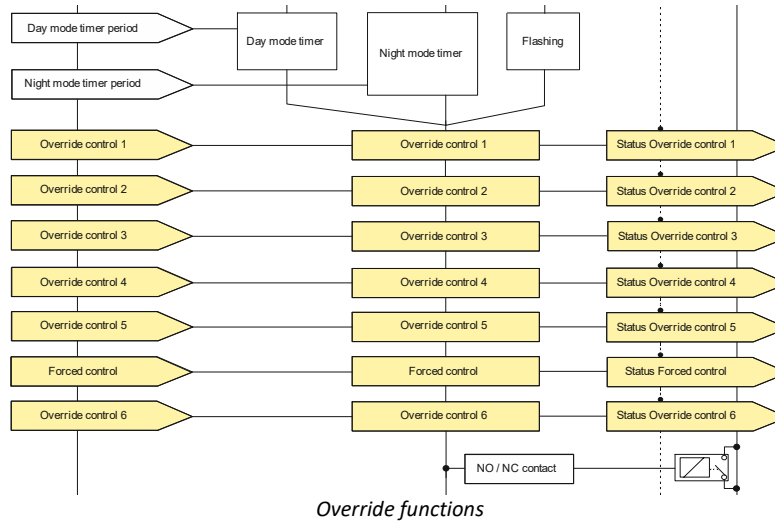 Day mode timer period
Day mode timer
Night mode timer
Flashing
Night mode timer period
Override control 1
Override control 1
Status Override control 1
Override control 2
Override control 2
Status Override control 2
Override control 3
Override control 3
Status Override control 3
Override control 4
Override control 4
Status Override control 4
Override control 5
Override control 5
Status Override control 5
Forced control
Forced control
Status Forced control
Override control 6
Override control 6
Status Override control 6
NO / NC contact
Override functions